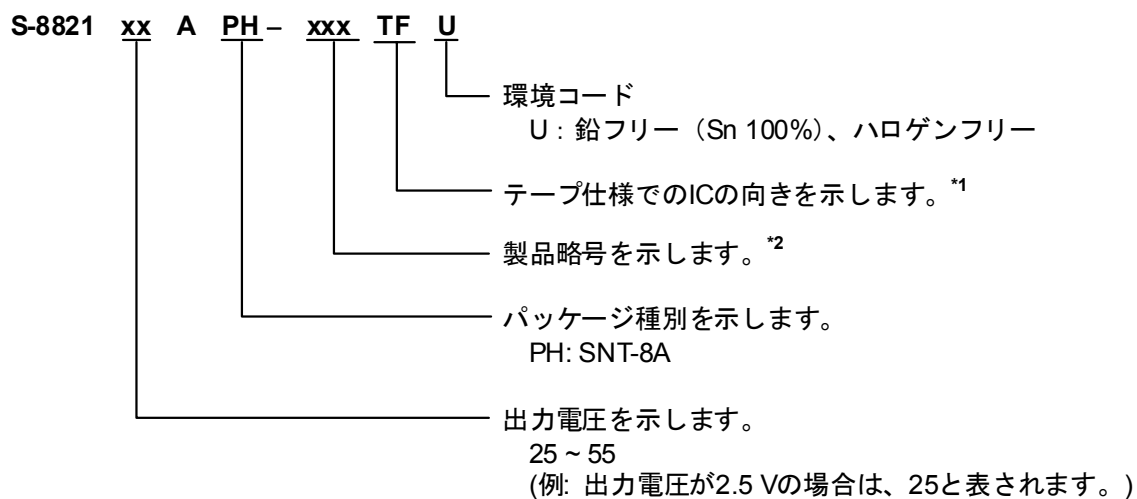 S-8821 xx A PH – xxx TF U
環境コード
U : 鉛フリー（Sn 100%）、ハロゲンフリー
テープ仕様でのICの向きを示します。*1
製品略号を示します。*2
パッケージ種別を示します。
PH: SNT-8A
出力電圧を示します。
25 ~ 55
(例: 出力電圧が2.5 Vの場合は、25と表されます。)